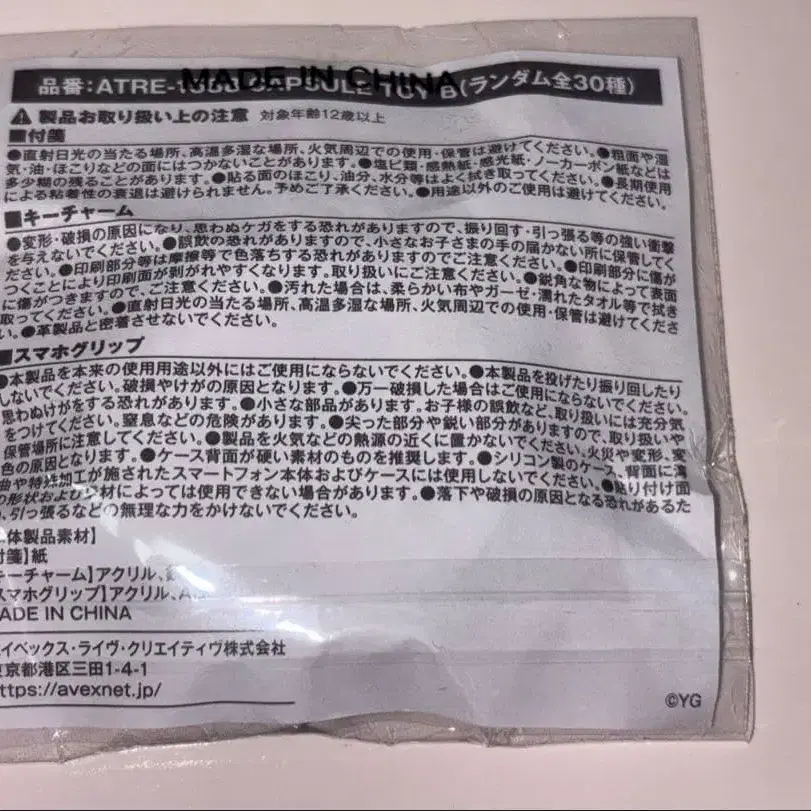 MADE IN CHINA
品番:ATRE- CAPSULE TOY B(ランダム全30種)
製品お取り扱い上の注意 対象年齢12歳以上
■付箋
●直射日光の当たる場所、高温多湿な場所、火気周辺での使用・保管は避けてください。●粗面や湿
気・油・ほこりなどの面にはつかないことがあります。●塩ビ類・感熱紙・感光紙・ノーカーボン紙などは
多少糊の残ることがあります。●貼る面のほこり、油分、水分等はよく拭き取ってください。●長期使用
による粘着性の衰退は避けられません。予めご了承ください。●用途以外のご使用は避けてください。
■キーチャーム
●変形・破損の原因になり、思わぬケガをする恐れがありますので、振り回す・引っ張る等の強い衝撃
を与えないでください。●誤飲の恐れがありますので、小さなお子さまの手の届かない所に保管してく
ださい。●印刷部分等は摩擦等で色落ちする恐れがありますのでご注意ください。●印刷部分に傷が
つくことにより印刷面が剥がれやすくなります。取り扱いにご注意ください。●鋭角な物によって表面
に傷がつきますので、ご注意ください。●汚れた場合は、柔らかい布やガーゼ・濡れたタオル等で拭き
取ってください。●直射日光の当たる場所、高温多湿な場所、火気周辺での使用・保管は避けてくださ
い。●革製品と密着させないでください。
■スマホグリップ
●本製品を本来の使用用途以外にはご使用にならないでください。●本製品を投げたり振り回したり
しないでください。破損やけがの原因となります。●万一破損した場合はご使用にならないでください。
思わぬけがをする恐れがあります。●小さな部品があります。お子様の誤飲など、取り扱いには充分気
をつけてください。窒息などの危険があります。●尖った部分や鋭い部分がありますので、取り扱いや
保管場所に注意してください。●製品を火気などの熱源の近くに置かないでください。火災や変形、変
色の原因となります。●ケース背面が硬い素材のものを推奨します。●シリコン製のケース、背面に湾
曲や特殊加工が施されたスマートフォン本体およびケースには使用しないでください。●貼り付け面
の形状および素材によっては使用できない場合があります。●落下や破損の原因となる恐れがあるた
、引っ張るなどの無理な力をかけないでください。
体製品素材】
付箋】紙
キーチャーム】アクリル、
スマホグリップ】アクリル、A
MADE IN CHINA
イベックス・ライヴ・クリエイティヴ株式会社
東京都港区三田1-4-1
https://avexnet.jp/
©YG